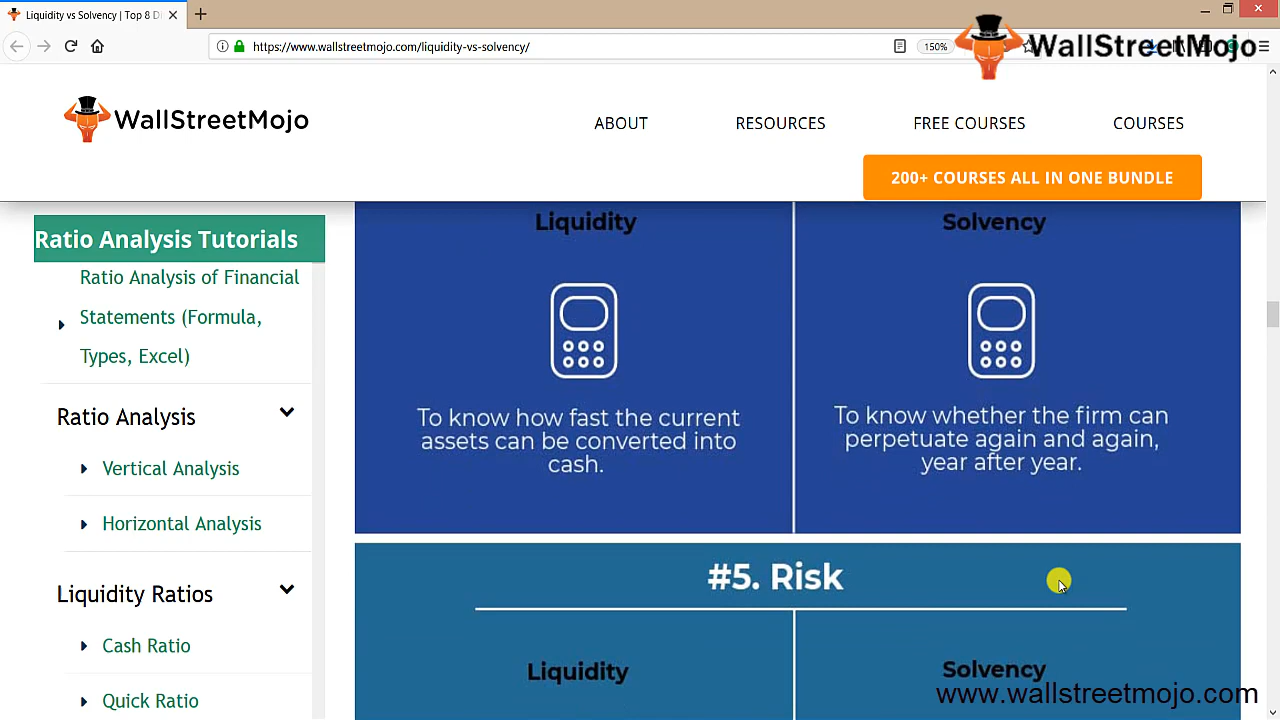 Liquidity vs Solvency | Top 8 D
https://www.wallstreetmojo.com/liquidity-vs-solvency/
150%
WallStreetMojo
WallStreetMojo
ABOUT
RESOURCES
FREE COURSES
COURSES
200+ COURSES ALL IN ONE BUNDLE
Ratio Analysis Tutorials
Ratio Analysis of Financial
Statements (Formula,
Types, Excel)
Ratio Analysis
Vertical Analysis
Horizontal Analysis
Liquidity Ratios
Cash Ratio
Quick Ratio
Liquidity
To know how fast the current
assets can be converted into
cash.
Solvency
To know whether the firm can
perpetuate again and again,
year after year.
#5. Risk
Liquidity
Solvency
www.wallstreetmojo.com